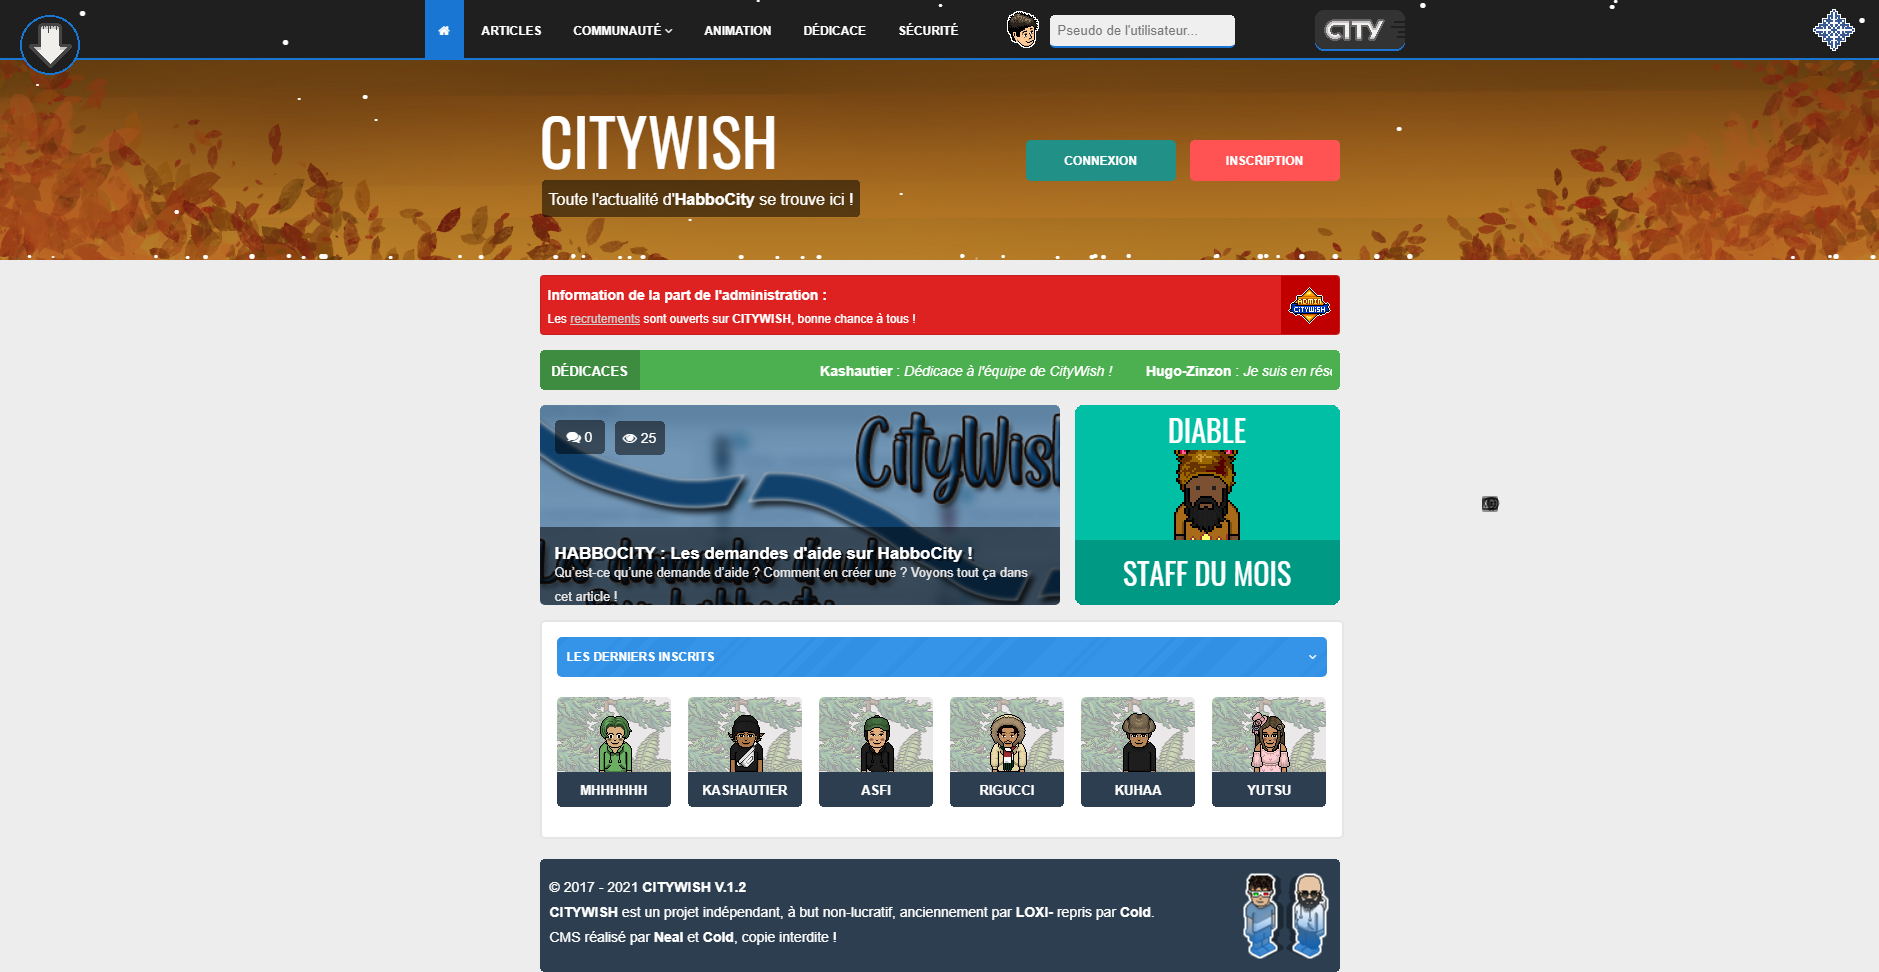 ARTICLES
COMMUNAUTÉ
ANIMATION
DÉDICACE
SÉCURITÉ
Pseudo de l'utilisateur...
CITY
CITYWISH
Toute l'actualité d'HabboCity se trouve ici !
CONNEXION
INSCRIPTION
Information de la part de l'administration :
Les recrutements sont ouverts sur CITYWISH, bonne chance à tous !
ADMIN
CITYWISH
DÉDICACES
Kashautier : Dédicace à l'équipe de CityWish !
Hugo-Zinzon : Je suis en rés
0
25
CityWish
HABBOCITY : Les demandes d'aide sur HabboCity !
Qu'est-ce qu'une demande d'aide ? Comment en créer une ? Voyons tout ça dans
cet article !
DIABLE
STAFF DU MOIS
LES DERNIERS INSCRITS
MHHHHHH
KASHAUTIER
ASFI
RIGUCCI
KUHAA
YUTSU
© 2017 - 2021 CITYWISH V.1.2
CITYWISH est un projet indépendant, à but non-lucratif, anciennement par LOXI- repris par Cold.
CMS réalisé par Neal et Cold, copie interdite !